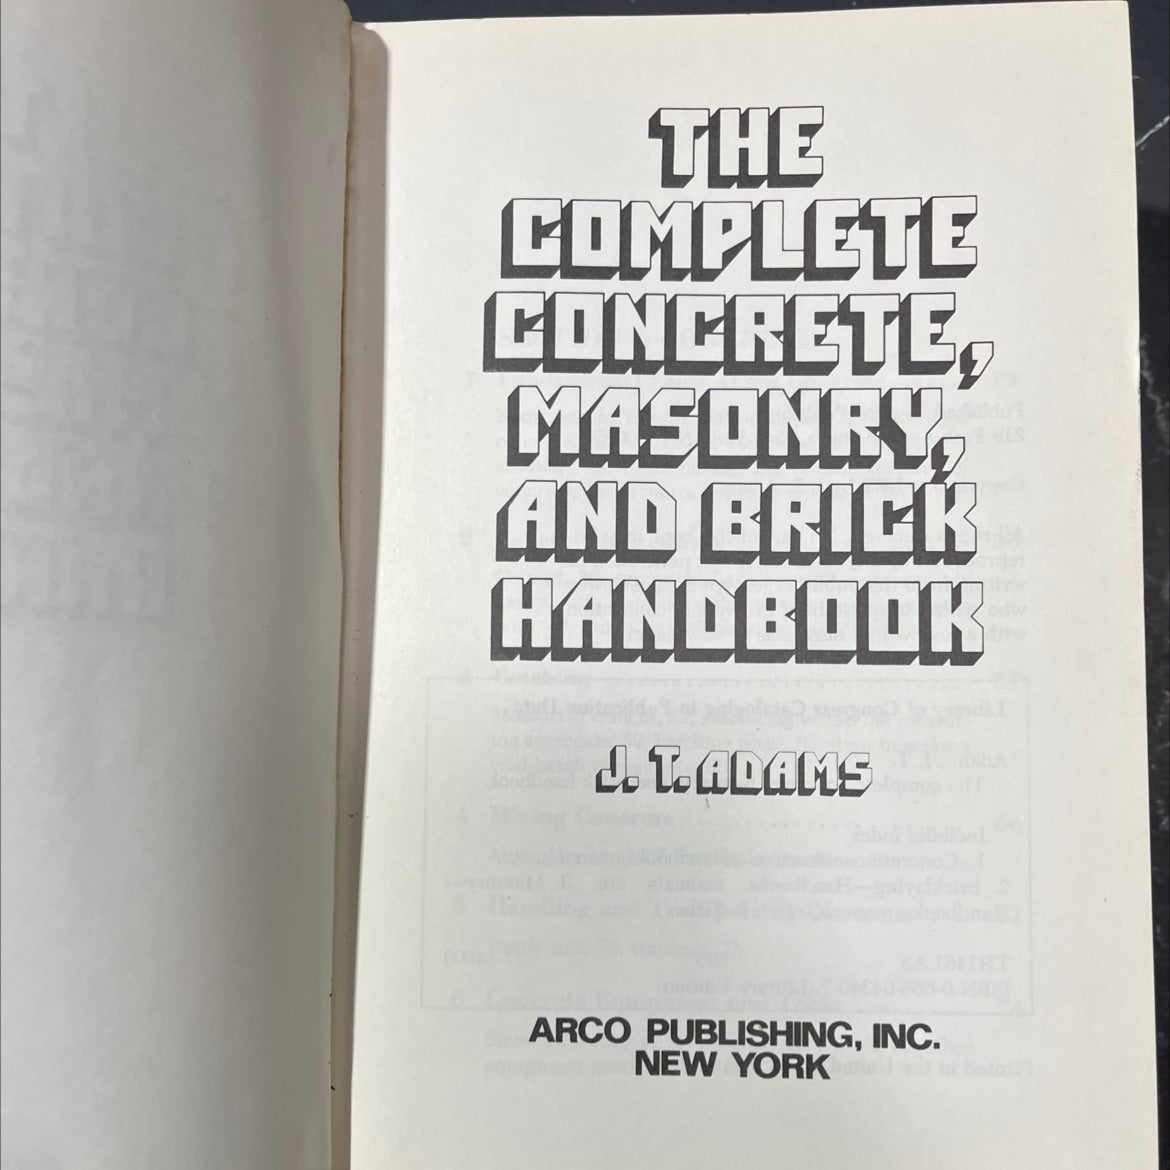 THE
COMPLETE
CONCRETE,
MASONRY,
AND BRICK
HANDBOOK
J. T. ADAMS
ARCO PUBLISHING, INC.
NEW YORK